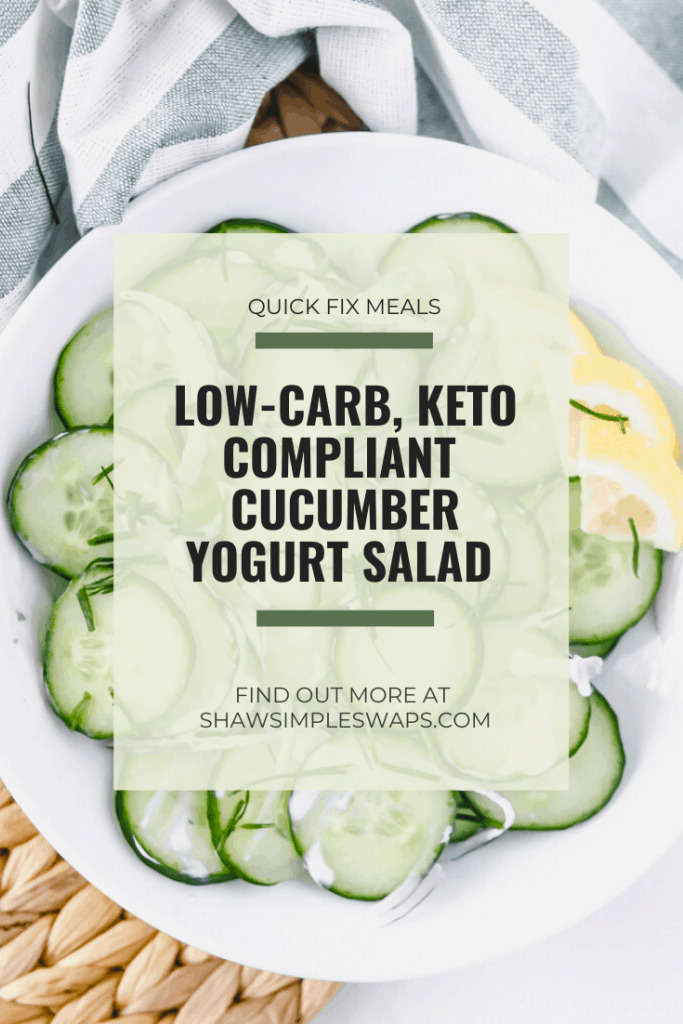 QUICK FIX MEALS
LOW-CARB, KETO
COMPLIANT
CUCUMBER
YOGURT SALAD
FIND OUT MORE AT
SHAWSIMPLESWAPS.COM